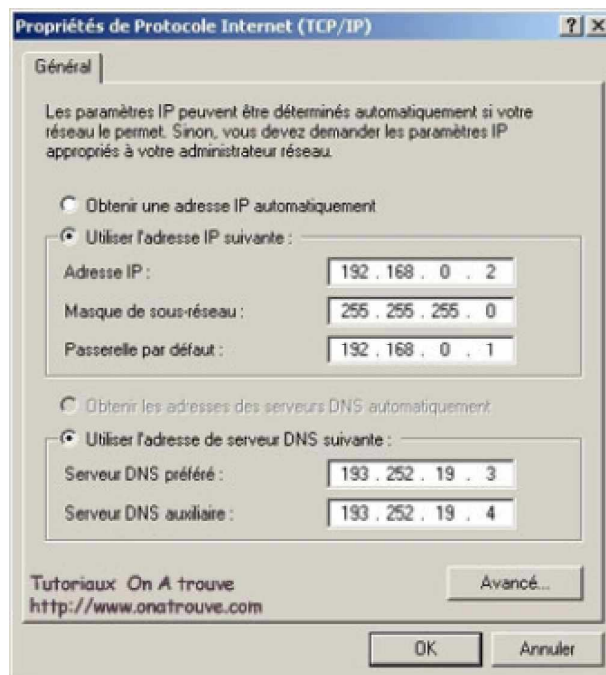 Propriétés de Protocole Internet (TCP/IP)
Général
Les paramètres IP peuvent être déterminés automatiquement si votre
réseau le permet. Sinon, vous devez demander les paramètres IP
appropriés à votre administrateur réseau.
Obtenir une adresse IP automatiquement
Utiliser l'adresse IP suivante :
Adresse IP : 192 . 168 . 0 . 2
Masque de sous-réseau : 255 . 255 . 255 . 0
Passerelle par défaut : 192 . 168 . 0 . 1
Obtenir les adresses des serveurs DNS automatiquement
Utiliser l'adresse de serveur DNS suivante :
Serveur DNS préféré : 193 . 252 . 19 . 3
Serveur DNS auxiliaire : 193 . 252 . 19 . 4
Tutoriaux On A trouve
http://www.onatrouve.com
Avancé...
OK Annuler